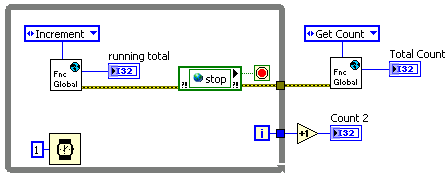 Increment
running total
Fnc
Global
I32
stop
?!
?!
1
i
Get Count
Total Count
Fnc
Global
I32
Count 2
+1
I32